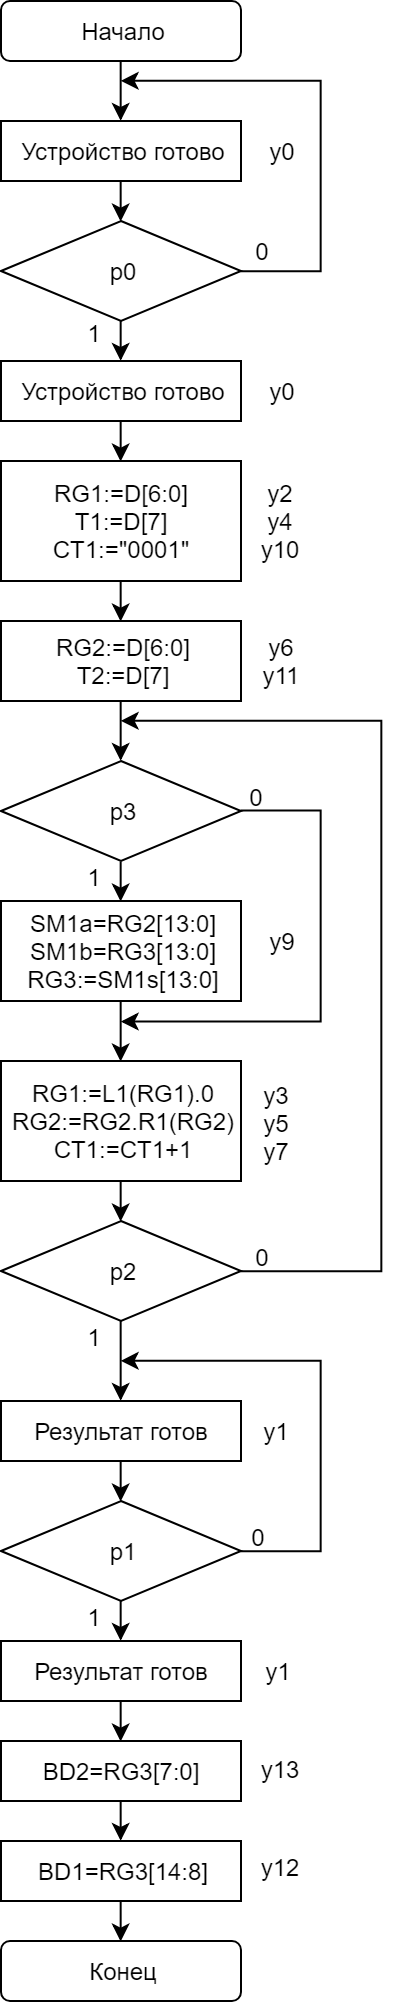 Начало
Устройство готово
y0
p0
0
1
Устройство готово
y0
RG1:=D[6:0]
y2
T1:=D[7]
y4
CT1:="0001"
y10
RG2:=D[6:0]
y6
T2:=D[7]
y11
p3
0
1
SM1a=RG2[13:0]
SM1b=RG3[13:0]
y9
RG3:=SM1s[13:0]
RG1:=L1(RG1).0
y3
RG2:=RG2.R1(RG2)
y5
CT1:=CT1+1
y7
p2
0
1
Результат готов
y1
p1
0
1
Результат готов
y1
BD2=RG3[7:0]
y13
BD1=RG3[14:8]
y12
Конец